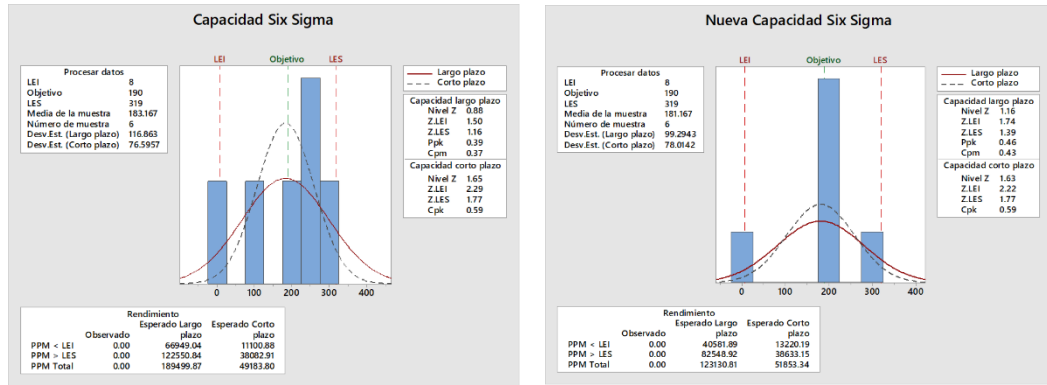 Capacidad Six Sigma
LEI Objetivo LES
Procesar datos
LEI 8
Objetivo 190
LES 319
Media de la muestra 183.167
Número de muestra 6
Desv.Est. (Largo plazo) 116.863
Desv.Est. (Corto plazo) 76.5957
Largo plazo
Corto plazo
Capacidad largo plazo
Nivel Z 0.88
Z.LEI 1.50
Z.LES 1.16
Ppk 0.39
Cpm 0.37
Capacidad corto plazo
Nivel Z 1.65
Z.LEI 2.29
Z.LES 1.77
Cpk 0.59
0 100 200 300 400
Rendimiento
Esperado Largo Esperado Corto
Observado plazo plazo
PPM < LEI 0.00 66949.04 11100.88
PPM > LES 0.00 122550.84 38082.91
PPM Total 0.00 189499.87 49183.80
Nueva Capacidad Six Sigma
LEI Objetivo LES
Procesar datos
LEI 8
Objetivo 190
LES 319
Media de la muestra 181.167
Número de muestra 6
Desv.Est. (Largo plazo) 99.2943
Desv.Est. (Corto plazo) 78.0142
Largo plazo
Corto plazo
Capacidad largo plazo
Nivel Z 1.16
Z.LEI 1.74
Z.LES 1.39
Ppk 0.46
Cpm 0.43
Capacidad corto plazo
Nivel Z 1.63
Z.LEI 2.22
Z.LES 1.77
Cpk 0.59
0 100 200 300 400
Rendimiento
Esperado Largo Esperado Corto
Observado plazo plazo
PPM < LEI 0.00 40581.89 13220.19
PPM > LES 0.00 82548.92 38633.15
PPM Total 0.00 123130.81 51853.34